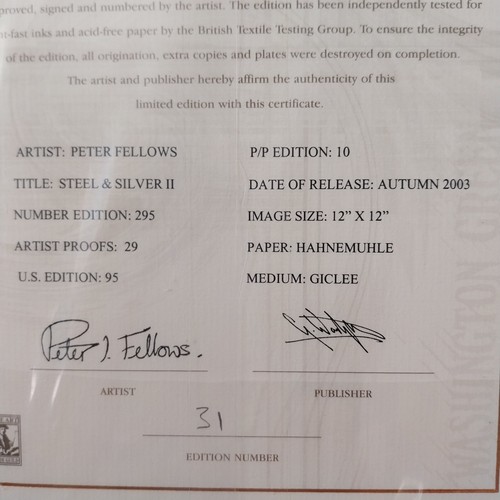 proved, signed and numbered by the artist. The edition has been independently tested for
t-fast inks and acid-free paper by the British Textile Testing Group. To ensure the integrity
of the edition, all origination, extra copies and plates were destroyed on completion.
The artist and publisher hereby affirm the authenticity of this
limited edition with this certificate.
ARTIST: PETER FELLOWS
P/P EDITION: 10
TITLE: STEEL & SILVER II
DATE OF RELEASE: AUTUMN 2003
NUMBER EDITION: 295
IMAGE SIZE: 12” X 12”
ARTIST PROOFS: 29
PAPER: HAHNEMUHLE
U.S. EDITION: 95
MEDIUM: GICLEE
Peter J. Fellows.
ARTIST
PUBLISHER
31
EDITION NUMBER
WASHINGTON GREEN